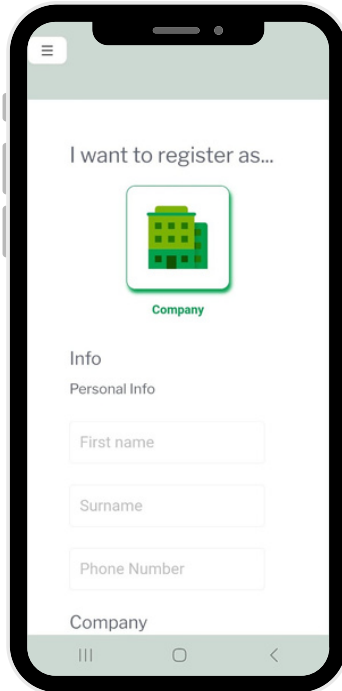 I want to register as...
Company
Info
Personal Info
First name
Surname
Phone Number
Company